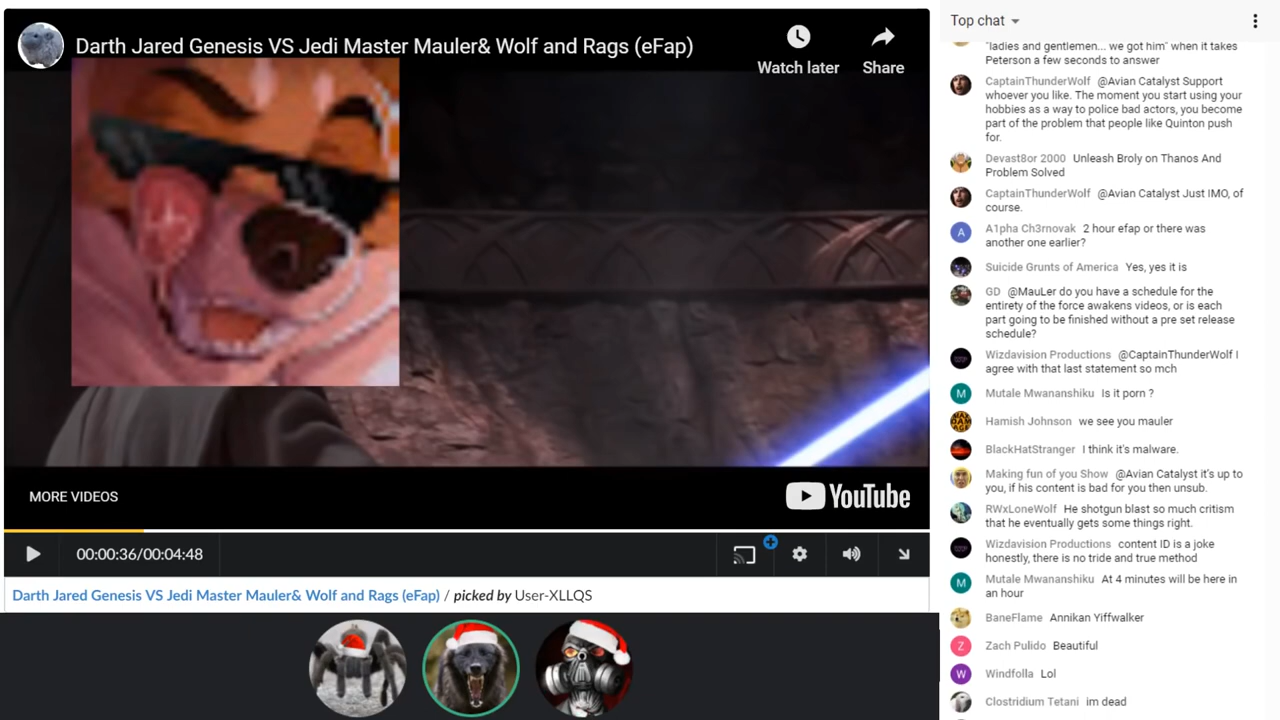 Darth Jared Genesis VS Jedi Master Mauler& Wolf and Rags (eFap)
Watch later
Share
MORE VIDEOS
YouTube
00:00:36/00:04:48
Darth Jared Genesis VS Jedi Master Mauler& Wolf and Rags (eFap) / picked by User-XLLQS
Top chat
"ladies and gentlemen... we got him" when it takes
Peterson a few seconds to answer
CaptainThunderWolf @Avian Catalyst Support
whoever you like. The moment you start using your
hobbies as a way to police bad actors, you become
part of the problem that people like Quinton push
for.
Devast8or 2000 Unleash Broly on Thanos And
Problem Solved
CaptainThunderWolf @Avian Catalyst Just IMO, of
course.
A
A1pha Ch3rnovak 2 hour efap or there was
another one earlier?
Suicide Grunts of America Yes, yes it is
GD @MauLer do you have a schedule for the
entirety of the force awakens videos, or is each
part going to be finished without a pre set release
schedule?
Wizdavision Productions @CaptainThunderWolf I
agree with that last statement so mch
M
Mutale Mwananshiku Is it porn ?
Hamish Johnson we see you mauler
BlackHatStranger I think it's malware.
Making fun of you Show @Avian Catalyst it's up to
you, if his content is bad for you then unsub.
RWxLoneWolf He shotgun blast so much critism
that he eventually gets some things right.
Wizdavision Productions content ID is a joke
honestly, there is no tride and true method
M
Mutale Mwananshiku At 4 minutes will be here in
an hour
BaneFlame Annikan Yiffwalker
Z
Zach Pulido Beautiful
W
Windfolla Lol
Clostridium Tetani im dead